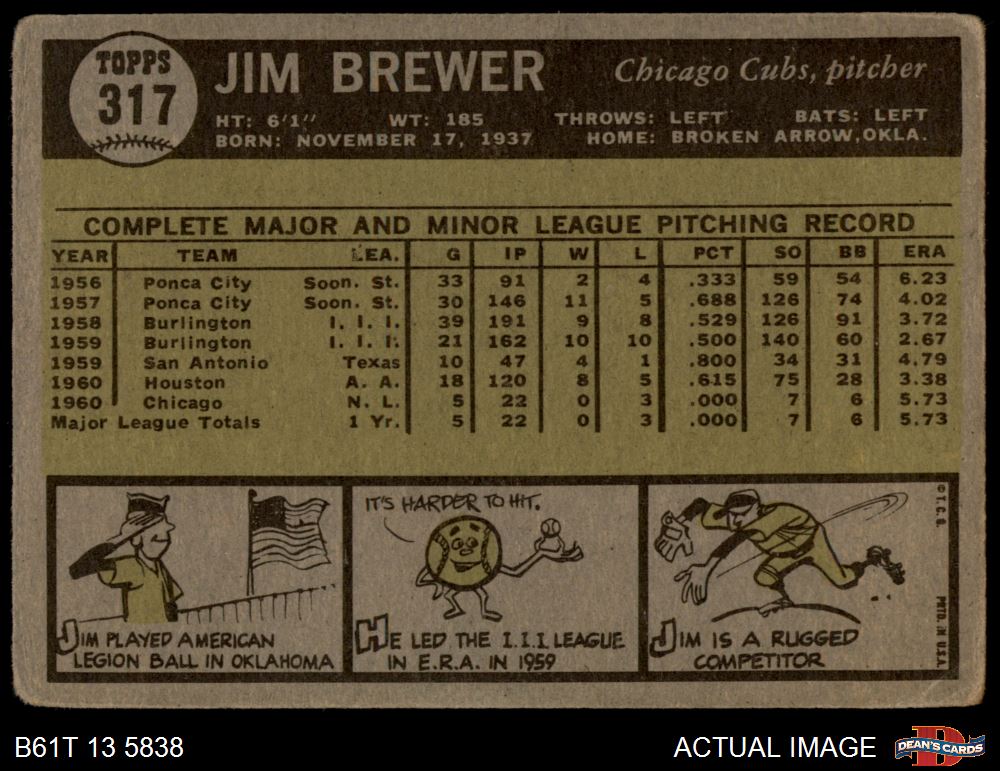 TOPPS
317
JIM BREWER
Chicago Cubs, pitcher
HT: 6'1" WT: 185 THROWS: LEFT BATS: LEFT
BORN: NOVEMBER 17, 1937 HOME: BROKEN ARROW, OKLA.
COMPLETE MAJOR AND MINOR LEAGUE PITCHING RECORD
YEAR TEAM LEA. G IP W L PCT SO BB ERA
1956 Ponca City Soon. St. 33 91 2 4 .333 59 54 6.23
1957 Ponca City Soon. St. 30 146 11 5 .688 126 74 4.02
1958 Burlington I. I. I. 39 191 9 8 .529 126 91 3.72
1959 Burlington I. I. I. 21 162 10 10 .500 140 60 2.67
1959 San Antonio Texas 10 47 4 1 .800 34 31 4.79
1960 Houston A. A. 18 120 8 5 .615 75 28 3.38
1960 Chicago N. L. 5 22 0 3 .000 7 6 5.73
Major League Totals 1 Yr. 5 22 0 3 .000 7 6 5.73
JIM PLAYED AMERICAN
LEGION BALL IN OKLAHOMA
IT'S HARDER TO HIT.
HE LED THE I.I.I. LEAGUE
IN E.R.A. IN 1959
JIM IS A RUGGED
COMPETITOR
© T. C. G. PRTD. IN U.S.A.
B61T 13 5838
ACTUAL IMAGE
D
DEAN'S CARDS